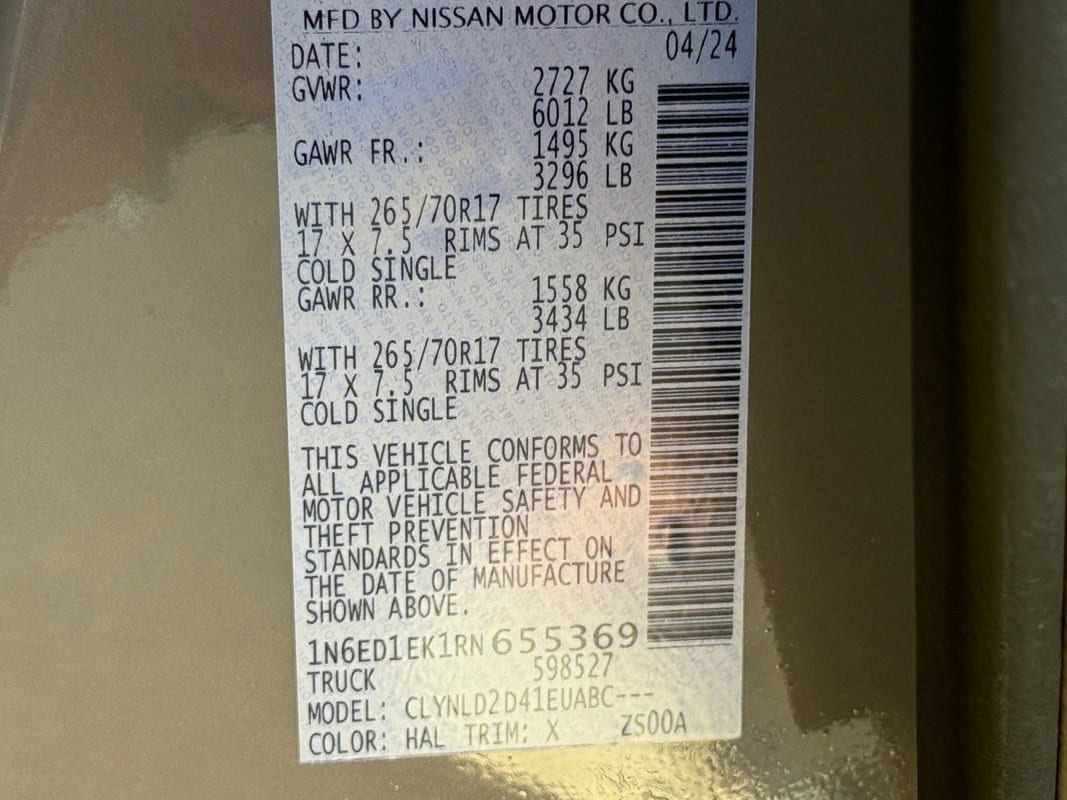 MFD BY NISSAN MOTOR CO., LTD.
DATE: 04/24
GVWR: 2727 KG
6012 LB
GAWR FR.: 1495 KG
3296 LB
WITH 265/70R17 TIRES
17 X 7.5 RIMS AT 35 PSI
COLD SINGLE
GAWR RR.: 1558 KG
3434 LB
WITH 265/70R17 TIRES
17 X 7.5 RIMS AT 35 PSI
COLD SINGLE
THIS VEHICLE CONFORMS TO
ALL APPLICABLE FEDERAL
MOTOR VEHICLE SAFETY AND
THEFT PREVENTION
STANDARDS IN EFFECT ON
THE DATE OF MANUFACTURE
SHOWN ABOVE.
1N6ED1EK1RN655369
TRUCK 598527
MODEL: CLYNLD2D41EUABC---
COLOR: HAL TRIM: X ZS00A